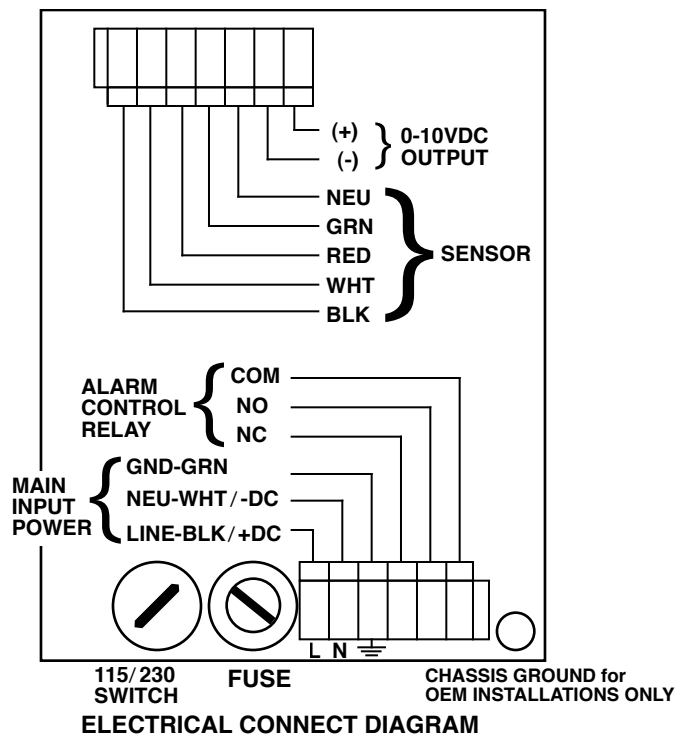 (+)
(-)
0-10VDC
OUTPUT
NEU
GRN
RED
WHT
BLK
SENSOR
ALARM
CONTROL
RELAY
COM
NO
NC
MAIN
INPUT
POWER
GND-GRN
NEU-WHT/-DC
LINE-BLK/+DC
L N
115/230
SWITCH
FUSE
CHASSIS GROUND for
OEM INSTALLATIONS ONLY
ELECTRICAL CONNECT DIAGRAM